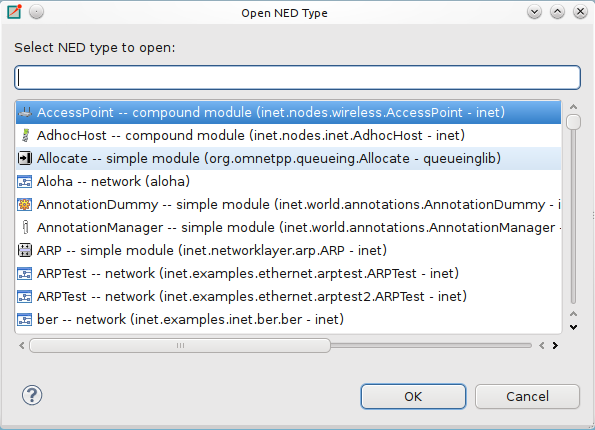 Open NED Type
Select NED type to open:
AccessPoint -- compound module (inet.nodes.wireless.AccessPoint - inet)
AdhocHost -- compound module (inet.nodes.inet.AdhocHost - inet)
Allocate -- simple module (org.omnetpp.queueing.Allocate - queueinglib)
Aloha -- network (aloha)
AnnotationDummy -- simple module (inet.world.annotations.AnnotationDummy - i
AnnotationManager -- simple module (inet.world.annotations.AnnotationManager -
ARP -- simple module (inet.networklayer.arp.ARP - inet)
ARPTest -- network (inet.examples.ethernet.arptest.ARPTest - inet)
ARPTest -- network (inet.examples.ethernet.arptest2.ARPTest - inet)
ber -- network (inet.examples.inet.ber.ber - inet)
?
OK
Cancel